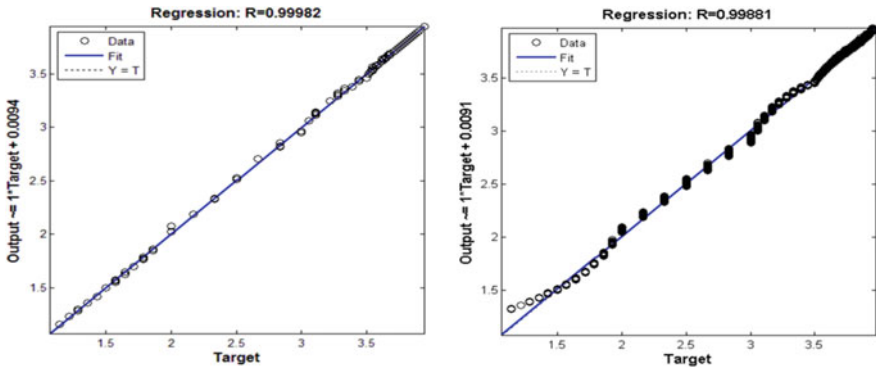 Regression: R=0.99982
Output ~= 1*Target + 0.0094
Data
Fit
Y = T
3.5
3
2.5
2
1.5
1.5
2
2.5
3
3.5
Target
Regression: R=0.99881
Output ~= 1*Target + 0.0091
Data
Fit
Y = T
3.5
3
2.5
2
1.5
1.5
2
2.5
3
3.5
Target